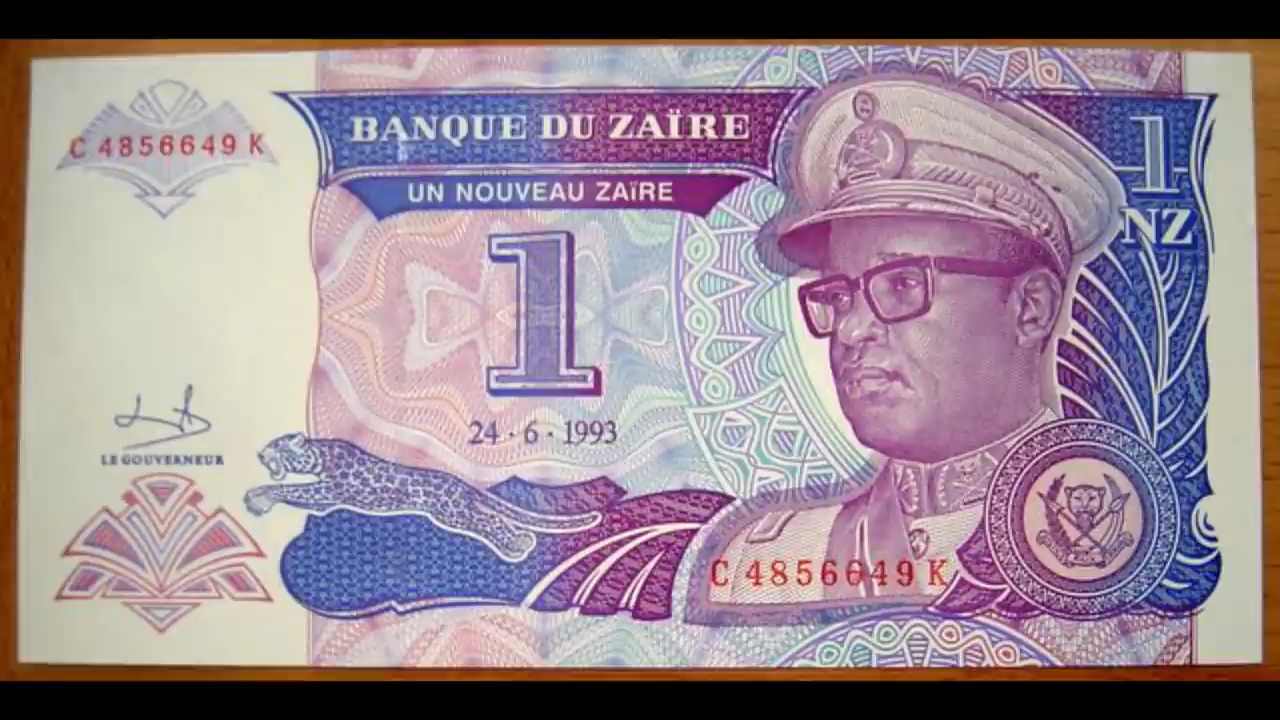 BANQUE DU ZAÏRE
C 4856649 K
1
NZ
UN NOUVEAU ZAÏRE
1
24·6·1993
LE GOUVERNEUR
C 4856649 K